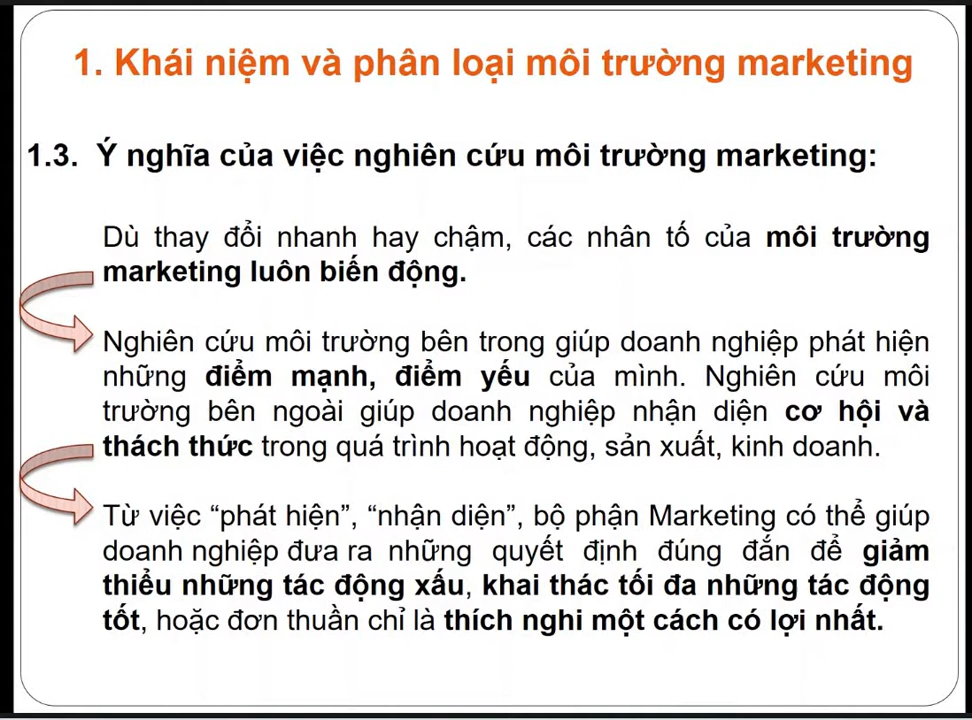 1. Khái niệm và phân loại môi trường marketing
1.3. Ý nghĩa của việc nghiên cứu môi trường marketing:
Dù thay đổi nhanh hay chậm, các nhân tố của môi trường
marketing luôn biến động.
Nghiên cứu môi trường bên trong giúp doanh nghiệp phát hiện
những điểm mạnh, điểm yếu của mình. Nghiên cứu môi
trường bên ngoài giúp doanh nghiệp nhận diện cơ hội và
thách thức trong quá trình hoạt động, sản xuất, kinh doanh.
Từ việc “phát hiện”, “nhận diện”, bộ phận Marketing có thể giúp
doanh nghiệp đưa ra những quyết định đúng đắn để giảm
thiểu những tác động xấu, khai thác tối đa những tác động
tốt, hoặc đơn thuần chỉ là thích nghi một cách có lợi nhất.